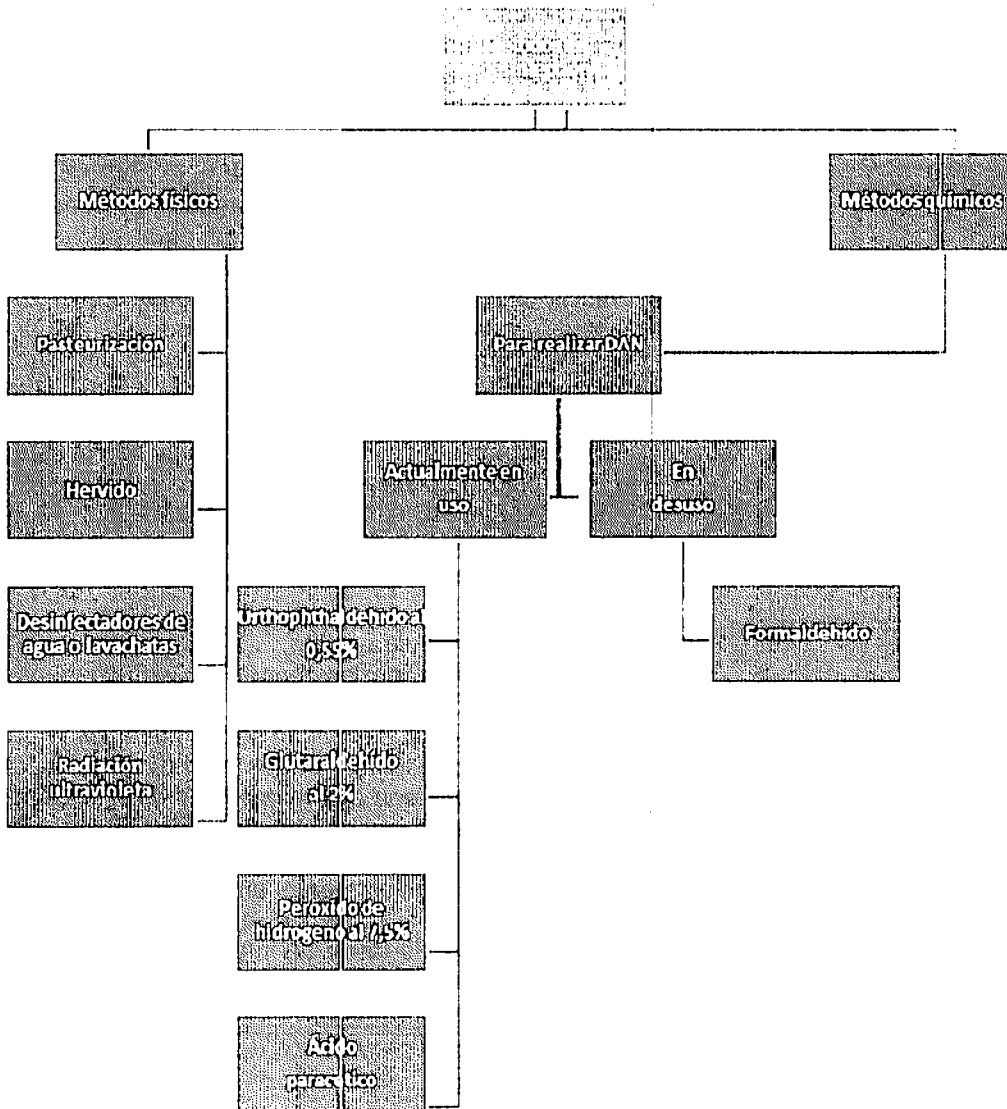 Métodos físicos
Métodos químicos
Pasteurización
Para realizar DAN
Hervido
Actualmente en
uso
En
desuso
Desinfectadores de
agua o lavachatas
Orthophthaldehído al
0,55%
Formaldehído
Radiación
ultravioleta
Glutaraldehído
al 2%
Peróxido de
hidrogeno al 7,5%
Ácido
paracético